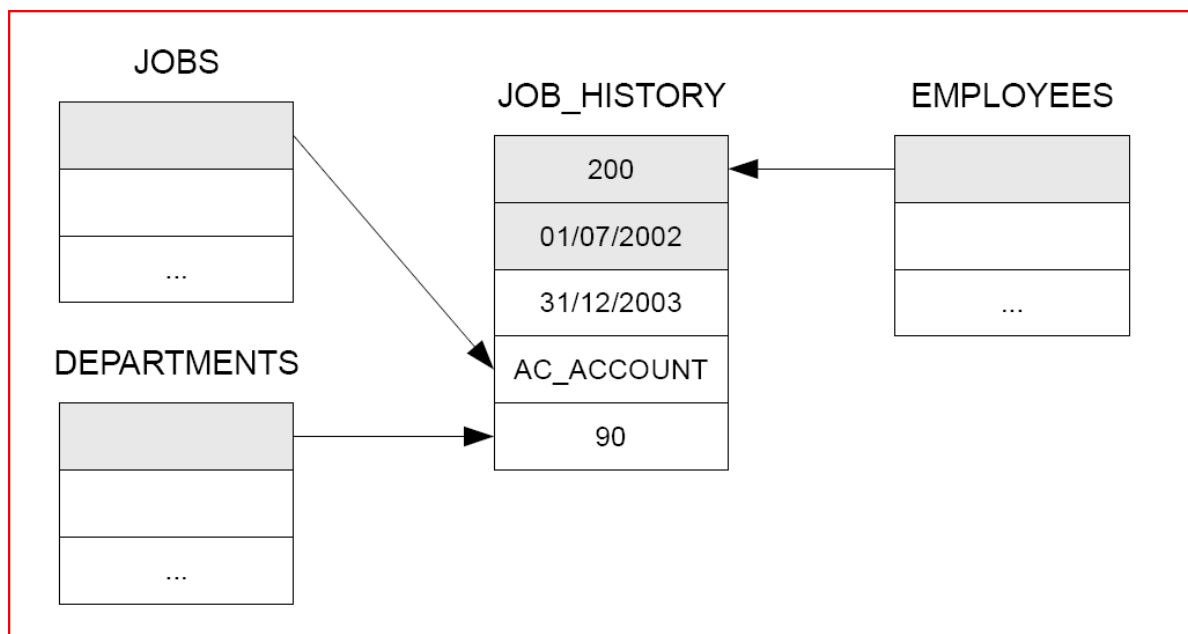 JOBS
...
DEPARTMENTS
...
JOB_HISTORY
200
01/07/2002
31/12/2003
AC_ACCOUNT
90
EMPLOYEES
...